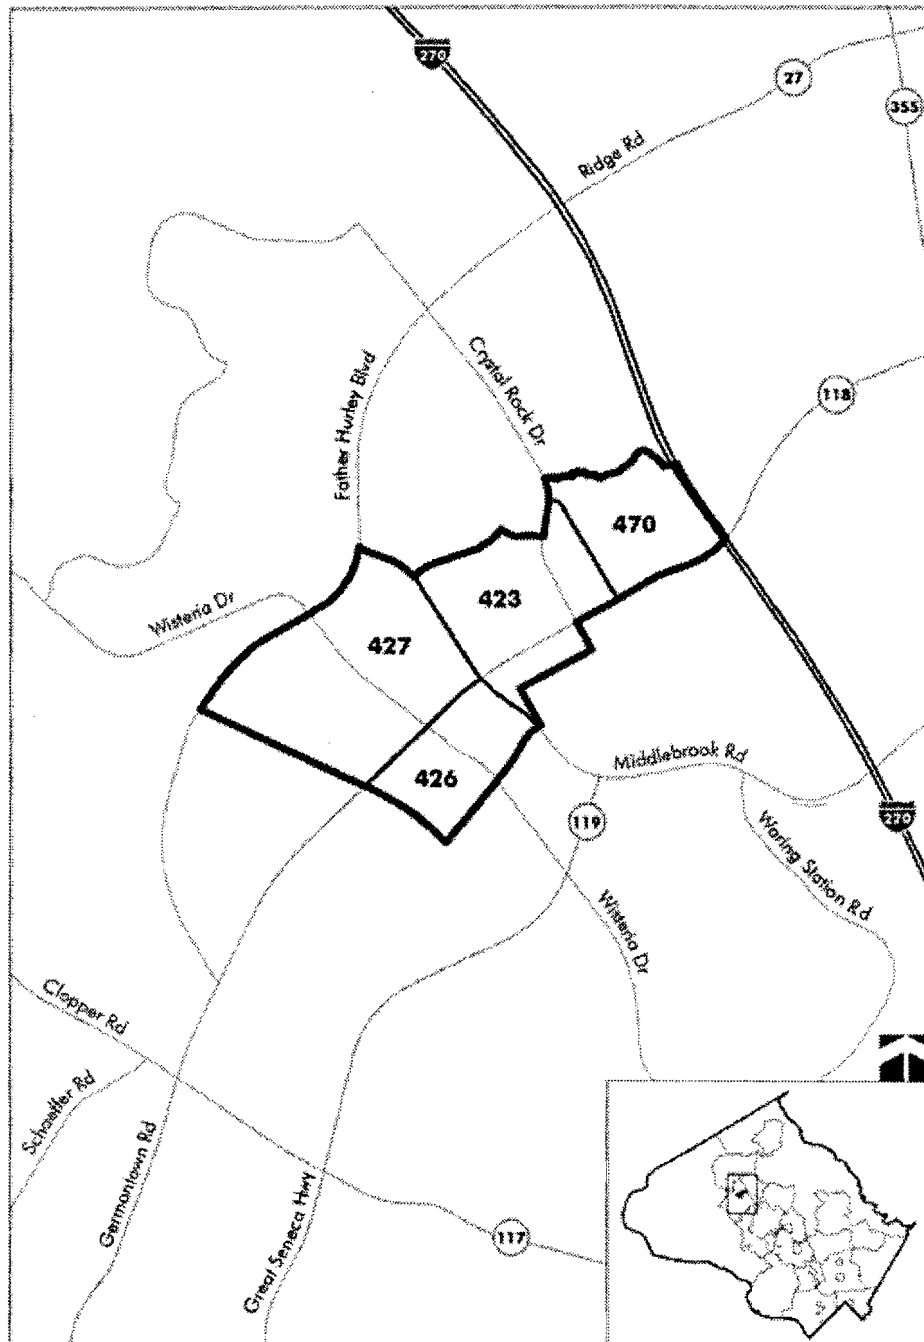 270
27
355
Ridge Rd
Crystal Rock Dr
Father Hurley Blvd
118
470
423
Wisteria Dr
427
426
Middlebrook Rd
119
270
Waring Station Rd
Wisteria Dr
Clopper Rd
Schaeffer Rd
Germantown Rd
Great Seneca Hwy
117